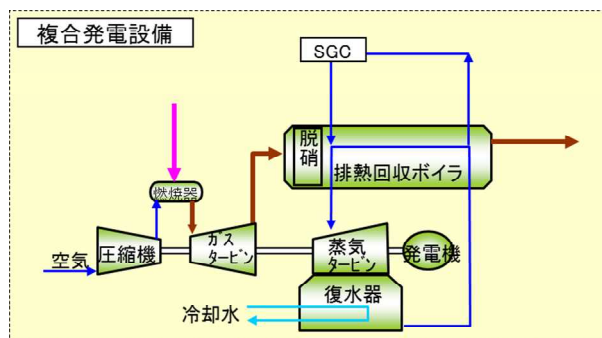 複合発電設備
SGC
脱硝
排熱回収ボイラ
燃焼器
圧縮機
ガス
タービン
蒸気
タービン
発電機
空気
復水器
冷却水